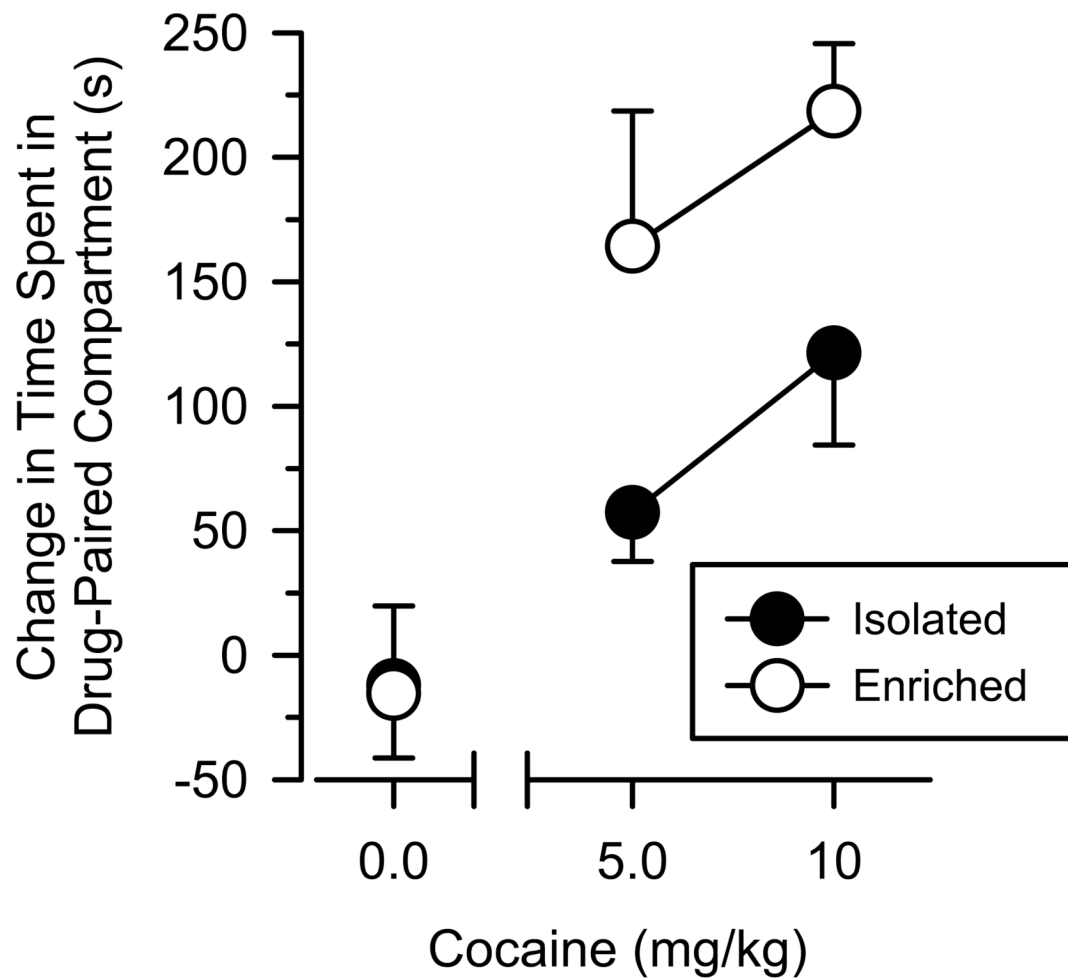 Change in Time Spent in
Drug-Paired Compartment (s)
250
200
150
100
50
0
-50
Isolated
Enriched
0.0
5.0
10
Cocaine (mg/kg)